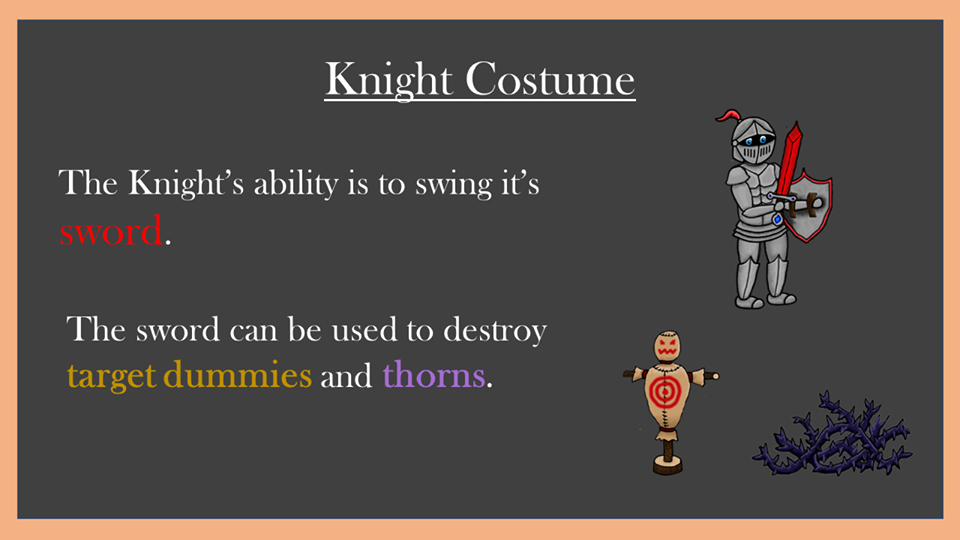 Knight Costume
The Knight’s ability is to swing it’s
sword.
The sword can be used to destroy
target dummies and thorns.